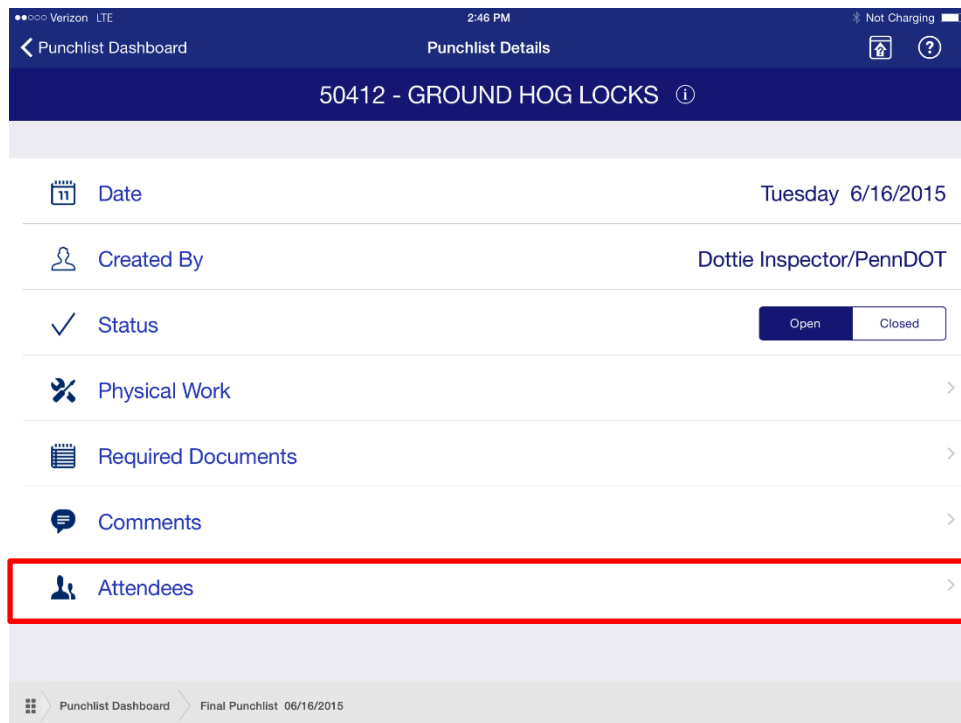 Verizon LTE 2:46 PM Not Charging
Punchlist Dashboard Punchlist Details ?
50412 - GROUND HOG LOCKS i
11 Date Tuesday 6/16/2015
Created By Dottie Inspector/PennDOT
Status Open Closed
Physical Work
Required Documents
Comments
Attendees
Punchlist Dashboard Final Punchlist 06/16/2015